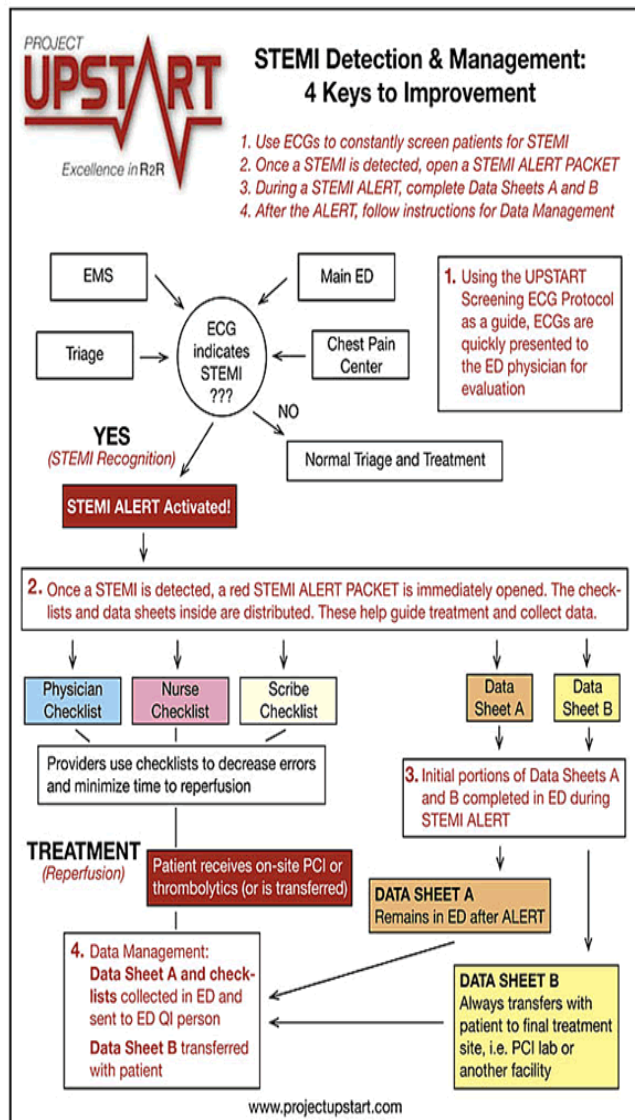 PROJECT
UPSTART
Excellence in R2R
STEMI Detection & Management:
4 Keys to Improvement
1. Use ECGs to constantly screen patients for STEMI
2. Once a STEMI is detected, open a STEMI ALERT PACKET
3. During a STEMI ALERT, complete Data Sheets A and B
4. After the ALERT, follow instructions for Data Management
EMS
Main ED
Triage
ECG
indicates
STEMI
???
Chest Pain
Center
1. Using the UPSTART
Screening ECG Protocol
as a guide, ECGs are
quickly presented to
the ED physician for
evaluation
NO
YES
(STEMI Recognition)
Normal Triage and Treatment
STEMI ALERT Activated!
2. Once a STEMI is detected, a red STEMI ALERT PACKET is immediately opened. The check-
lists and data sheets inside are distributed. These help guide treatment and collect data.
Physician
Checklist
Nurse
Checklist
Scribe
Checklist
Data
Sheet A
Data
Sheet B
Providers use checklists to decrease errors
and minimize time to reperfusion
3. Initial portions of Data Sheets A
and B completed in ED during
STEMI ALERT
TREATMENT
(Reperfusion)
Patient receives on-site PCI or
thrombolytics (or is transferred)
DATA SHEET A
Remains in ED after ALERT
4. Data Management:
Data Sheet A and check-
lists collected in ED and
sent to ED QI person
Data Sheet B transferred
with patient
DATA SHEET B
Always transfers with
patient to final treatment
site, i.e. PCI lab or
another facility
www.projectupstart.com